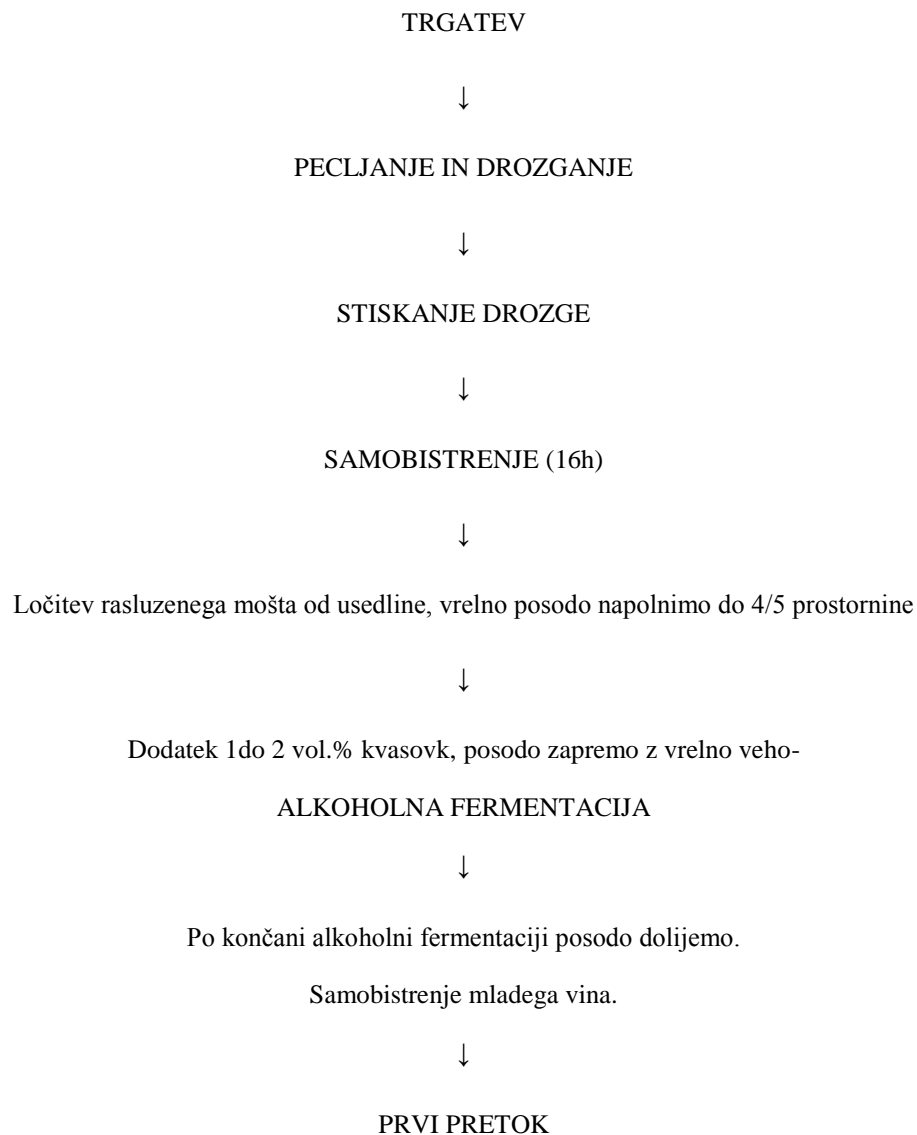 TRGATEV
↓
PECLJANJE IN DROZGANJE
↓
STISKANJE DROZGE
↓
SAMOBISTRENJE (16h)
↓
Ločitev rasluzenega mošta od usedline, vrelno posodo napolnimo do 4/5 prostornine
↓
Dodatek 1do 2 vol.% kvasovk, posodo zapremo z vrelno veho-
ALKOHOLNA FERMENTACIJA
↓
Po končani alkoholni fermentaciji posodo dolijemo.
Samobistrenje mladega vina.
↓
PRVI PRETOK